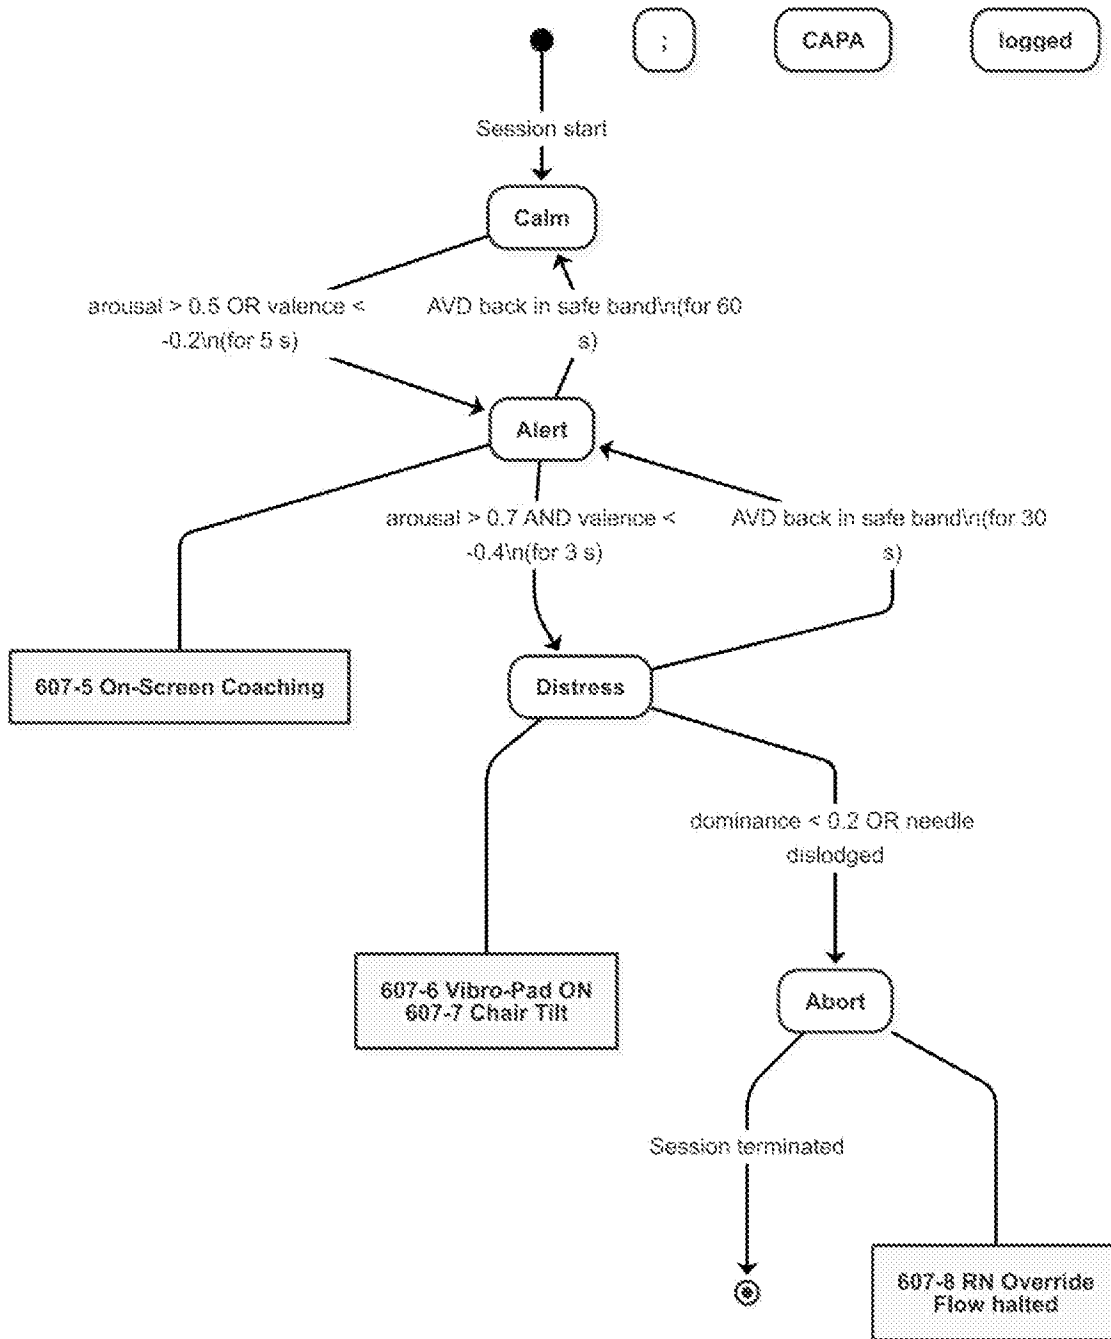 ; CAPA logged
Session start
Calm
arousal > 0.5 OR valence <
-0.2\n(for 5 s)
AVD back in safe band\n(for 60
s)
Alert
arousal > 0.7 AND valence <
-0.4\n(for 3 s)
AVD back in safe band\n(for 30
s)
607-5 On-Screen Coaching
Distress
dominance < 0.2 OR needle
dislodged
607-6 Vibro-Pad ON
607-7 Chair Tilt
Abort
Session terminated
607-8 RN Override
Flow halted